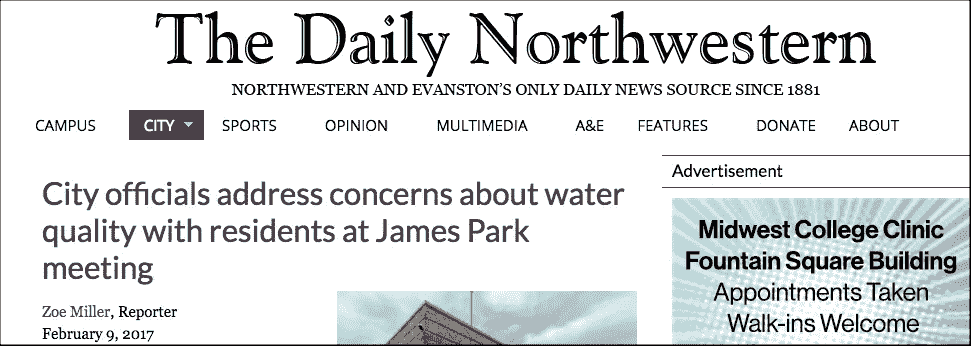 The Daily Northwestern
NORTHWESTERN AND EVANSTON'S ONLY DAILY NEWS SOURCE SINCE 1881
CAMPUS CITY SPORTS OPINION MULTIMEDIA A&E FEATURES DONATE ABOUT
City officials address concerns about water
quality with residents at James Park
meeting
Zoe Miller, Reporter
February 9, 2017
Advertisement
Midwest College Clinic
Fountain Square Building
Appointments Taken
Walk-ins Welcome